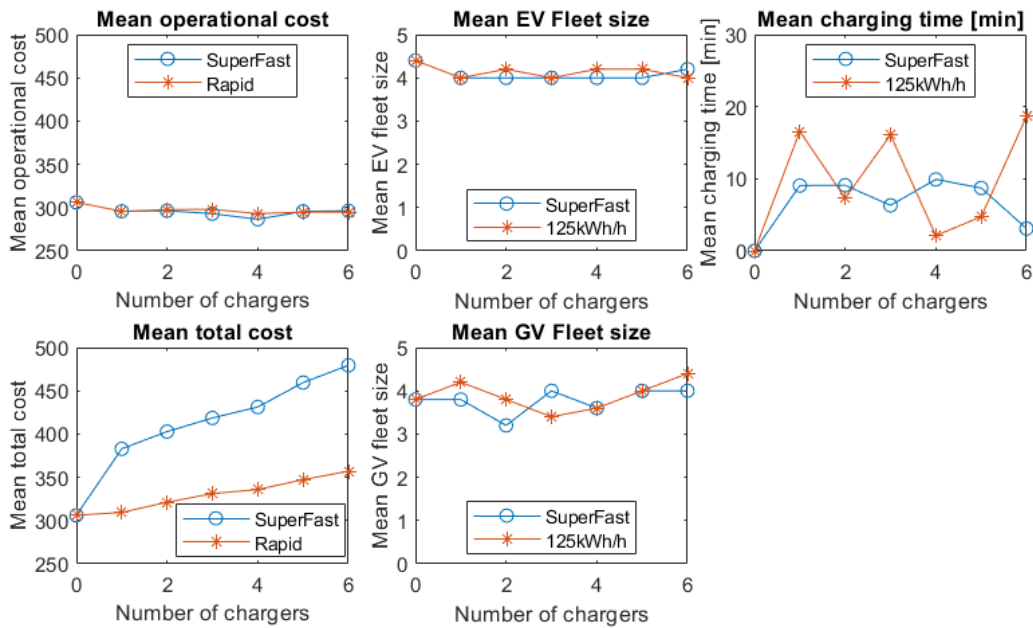 Mean operational cost
Mean operational cost
500
450
400
350
300
250
SuperFast
Rapid
0
2
4
6
Number of chargers
Mean EV Fleet size
Mean EV fleet size
5
4
3
2
1
0
SuperFast
125kWh/h
0
2
4
6
Number of chargers
Mean charging time [min]
Mean charging time [min]
30
20
10
0
SuperFast
125kWh/h
0
2
4
6
Number of chargers
Mean total cost
Mean total cost
500
450
400
350
300
250
SuperFast
Rapid
0
2
4
6
Number of chargers
Mean GV Fleet size
Mean GV fleet size
5
4
3
2
1
0
SuperFast
125kWh/h
0
2
4
6
Number of chargers